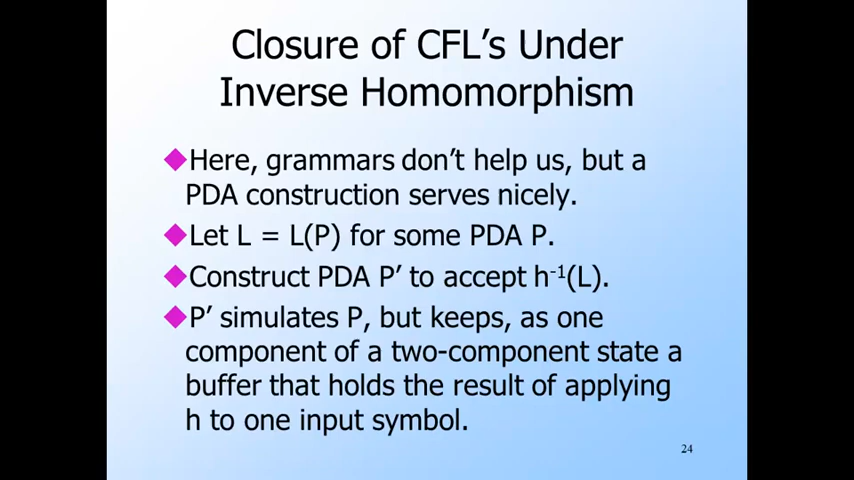 Closure of CFL's Under
Inverse Homomorphism
◆Here, grammars don't help us, but a
PDA construction serves nicely.
◆Let L = L(P) for some PDA P.
◆Construct PDA P' to accept h⁻¹(L).
◆P' simulates P, but keeps, as one
component of a two-component state a
buffer that holds the result of applying
h to one input symbol.
24